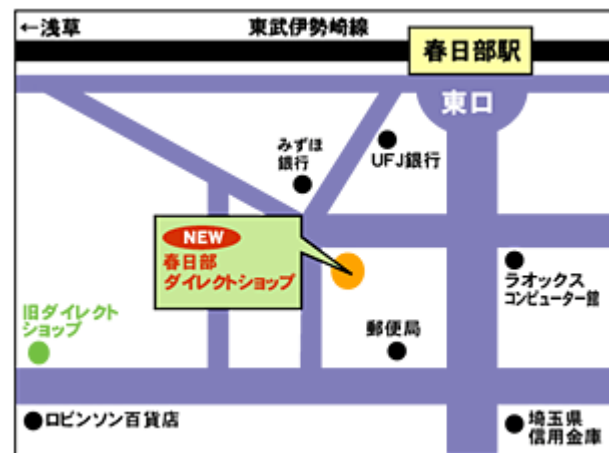 ←浅草
東武伊勢崎線
春日部駅
東口
みずほ
銀行
UFJ銀行
NEW
春日部
ダイレクトショップ
ラオックス
コンピューター館
旧ダイレクト
ショップ
郵便局
ロビンソン百貨店
埼玉県
信用金庫